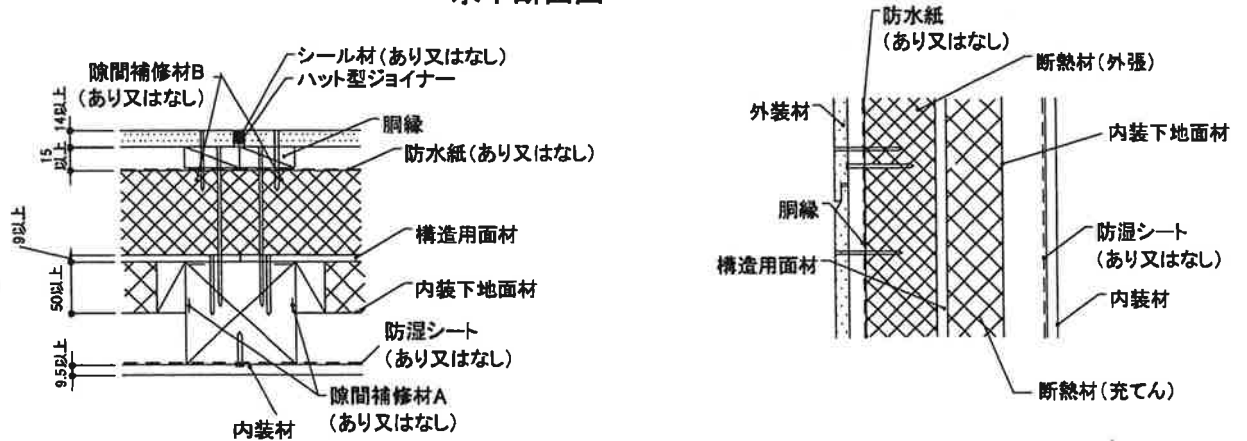 シール材(あり又はなし)
ハット型ジョイナー
隙間補修材B
(あり又はなし)
胴縁
防水紙(あり又はなし)
構造用面材
内装下地面材
防湿シート
(あり又はなし)
隙間補修材A
(あり又はなし)
内装材
14以上
15
以上
9以上
50以上
9.5以上
防水紙
(あり又はなし)
断熱材(外張)
外装材
内装下地面材
胴縁
構造用面材
防湿シート
(あり又はなし)
内装材
断熱材(充てん)